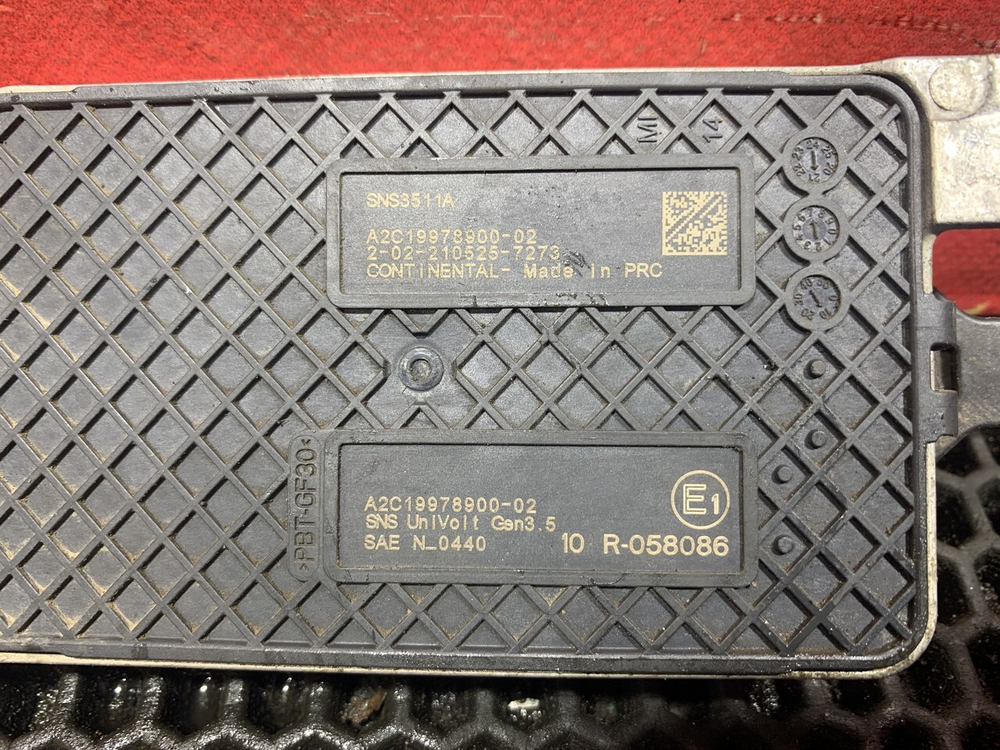 MI 14
SNS3511A
A2C19978900-02
2-02-210525-7273
CONTINENTAL- Made in PRC
>PBT-GF30<
A2C19978900-02
SNS UniVolt Gen3.5
SAE N_0440
E1
10 R-058086